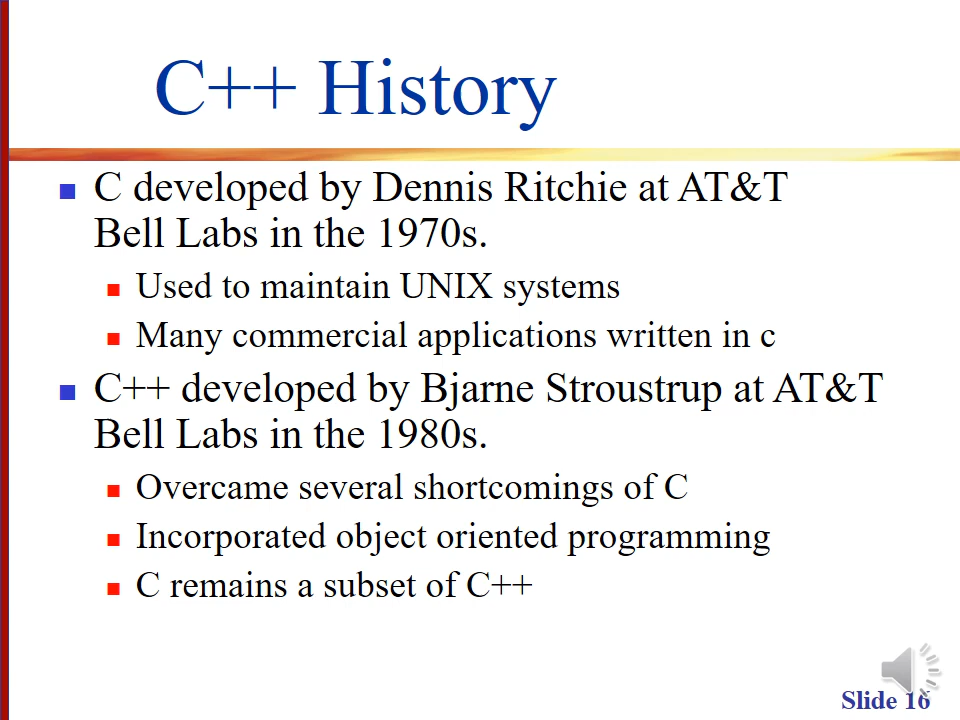 C++ History
C developed by Dennis Ritchie at AT&T
Bell Labs in the 1970s.
Used to maintain UNIX systems
Many commercial applications written in c
C++ developed by Bjarne Stroustrup at AT&T
Bell Labs in the 1980s.
Overcame several shortcomings of C
Incorporated object oriented programming
C remains a subset of C++
Slide 16